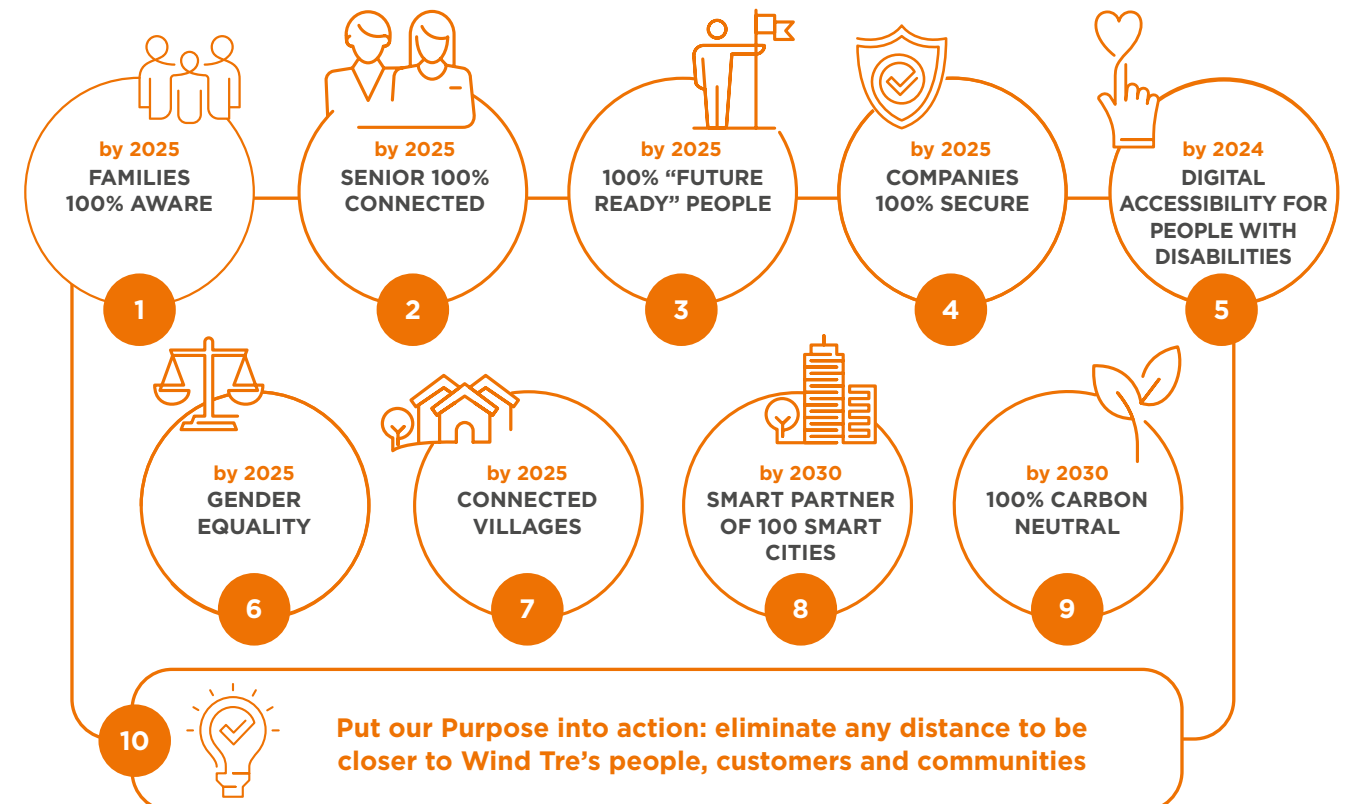 by 2025
FAMILIES
100% AWARE
1
by 2025
SENIOR 100%
CONNECTED
2
by 2025
100% “FUTURE
READY” PEOPLE
3
by 2025
COMPANIES
100% SECURE
4
by 2024
DIGITAL
ACCESSIBILITY FOR
PEOPLE WITH
DISABILITIES
5
by 2025
GENDER
EQUALITY
6
by 2025
CONNECTED
VILLAGES
7
by 2030
SMART PARTNER
OF 100 SMART
CITIES
8
by 2030
100% CARBON
NEUTRAL
9
10
Put our Purpose into action: eliminate any distance to be
closer to Wind Tre’s people, customers and communities